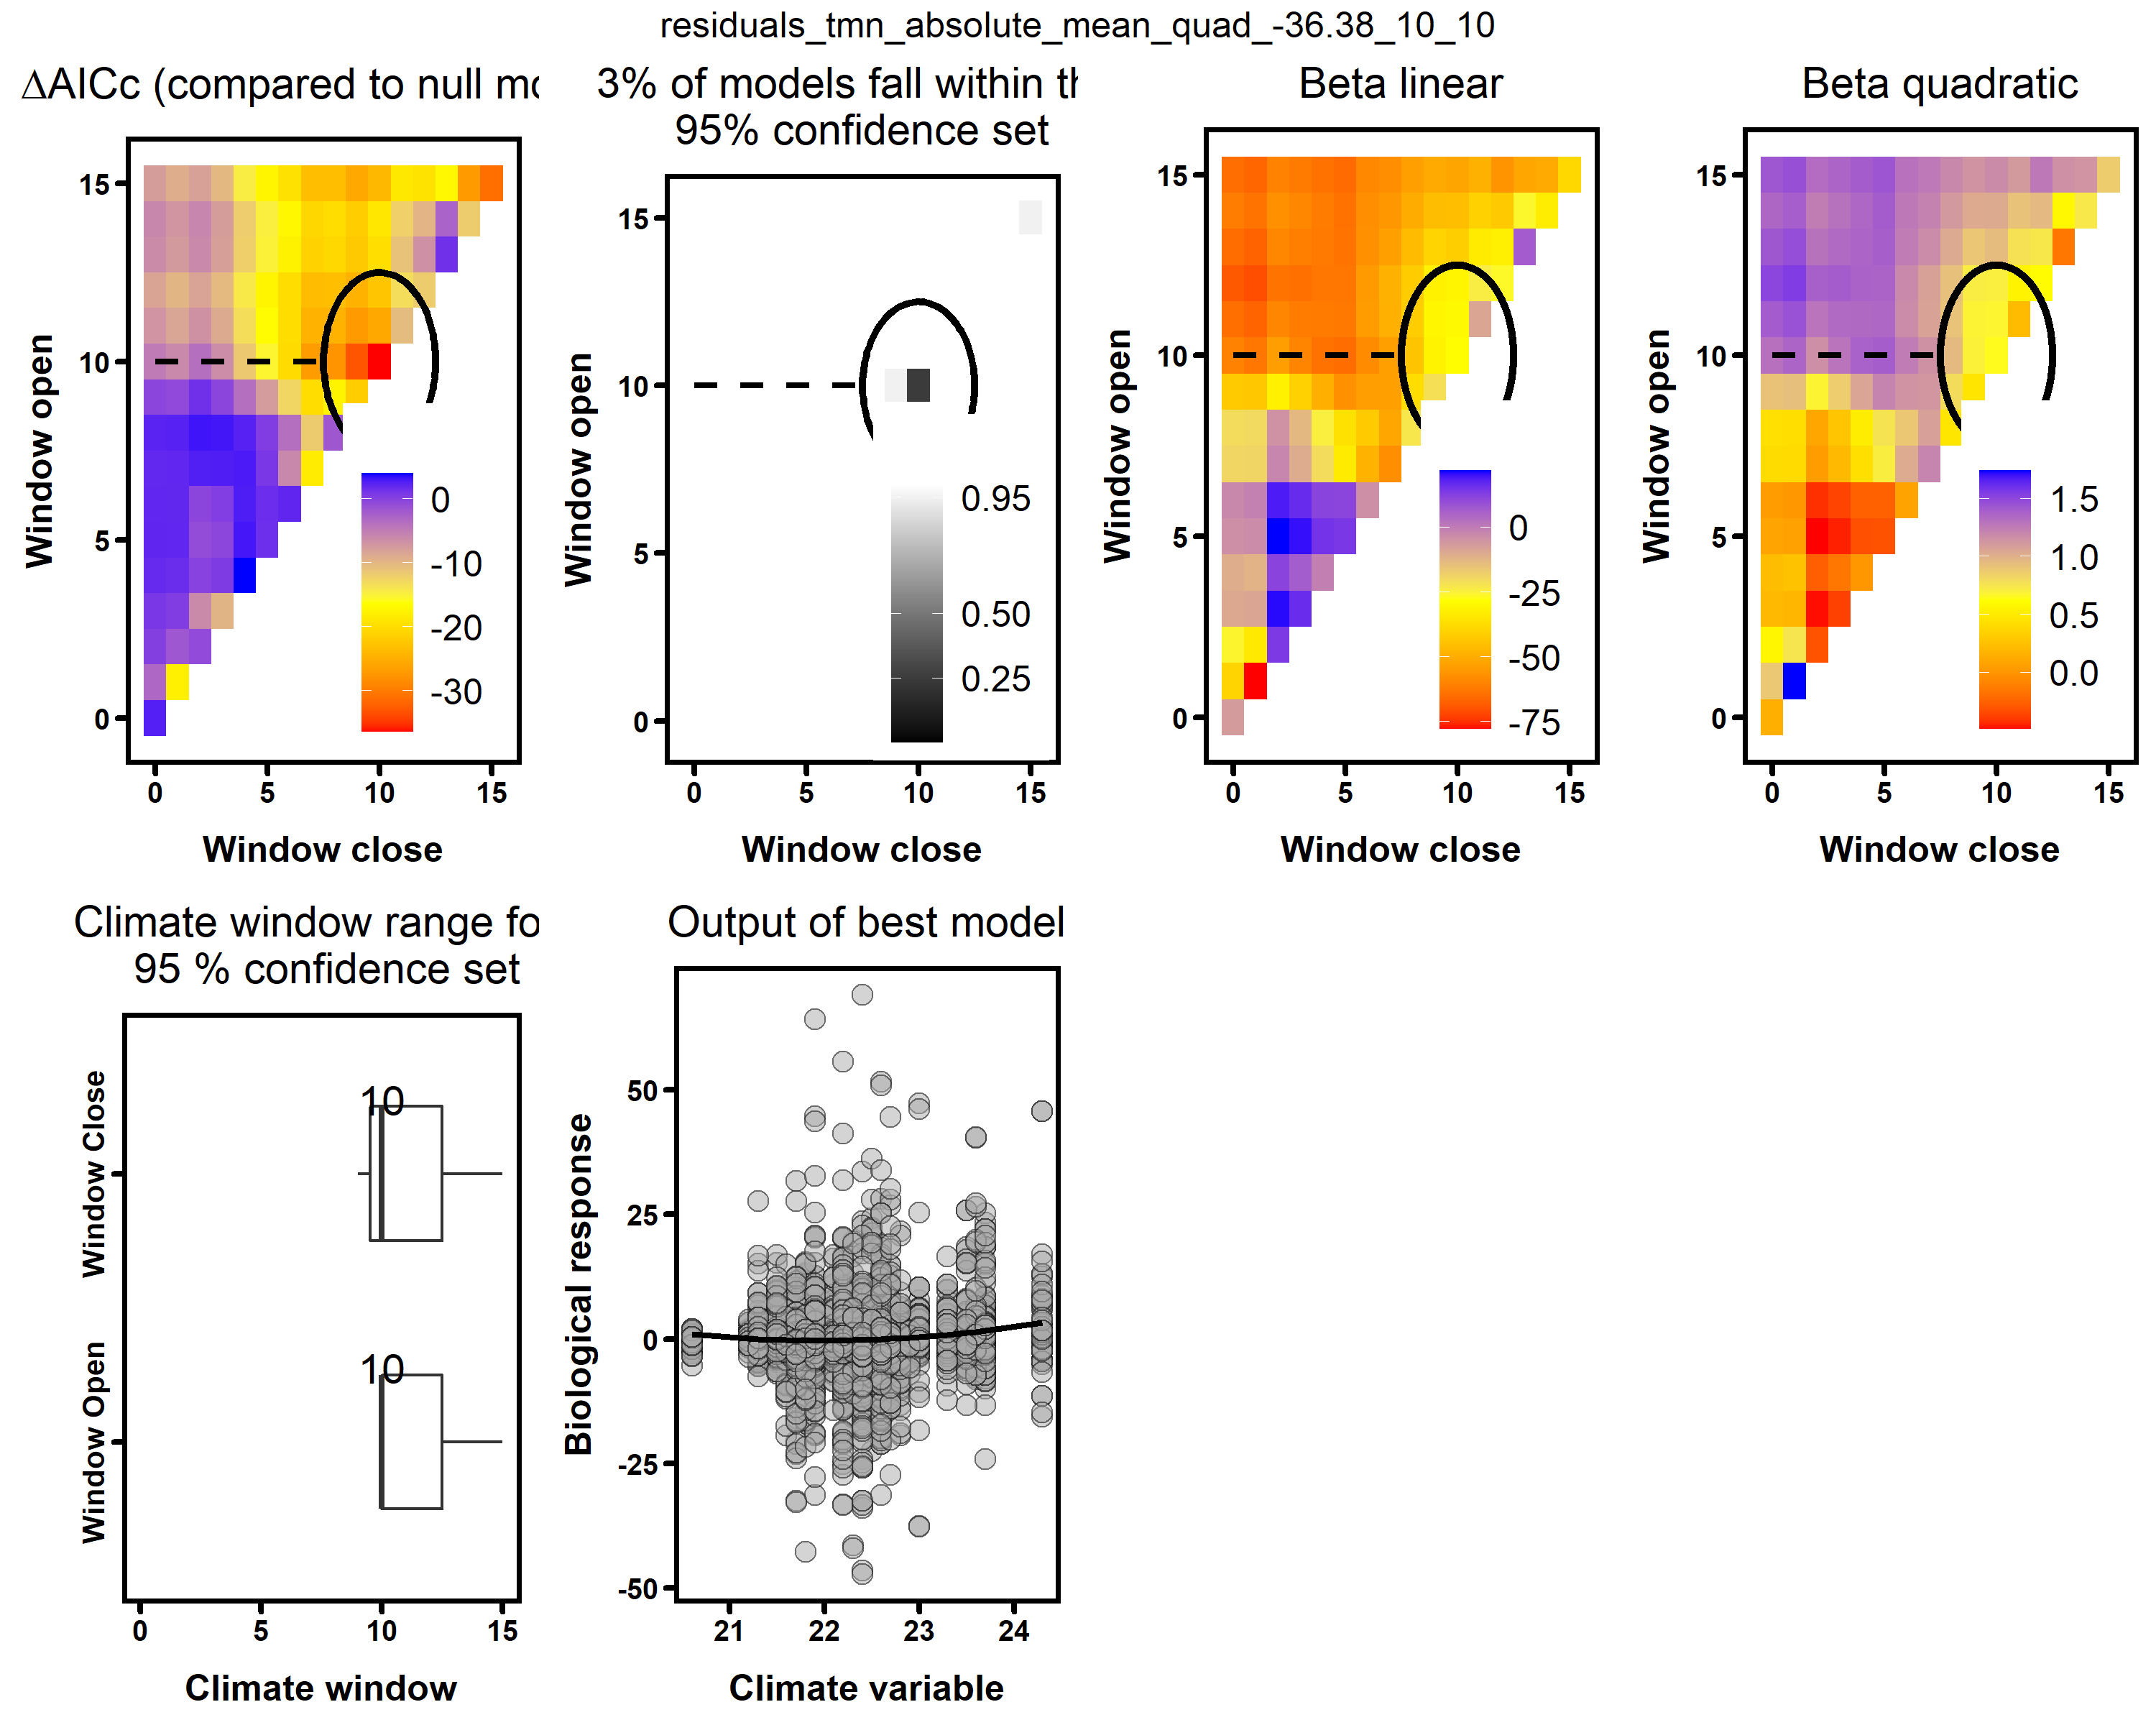 residuals_tmn_absolute_mean_quad_-36.38_10_10
ΔAICc (compared to null mo
Window open
15
10
5
0
0
-10
-20
-30
0 5 10 15
Window close
3% of models fall within th
95% confidence set
Window open
15
10
5
0
0.95
0.50
0.25
0 5 10 15
Window close
Beta linear
Window open
15
10
5
0
0
-25
-50
-75
0 5 10 15
Window close
Beta quadratic
Window open
15
10
5
0
1.5
1.0
0.5
0.0
0 5 10 15
Window close
Climate window range fo
95 % confidence set
Window Close
10
Window Open
10
0 5 10 15
Climate window
Output of best model
Biological response
50
25
0
-25
-50
21 22 23 24
Climate variable